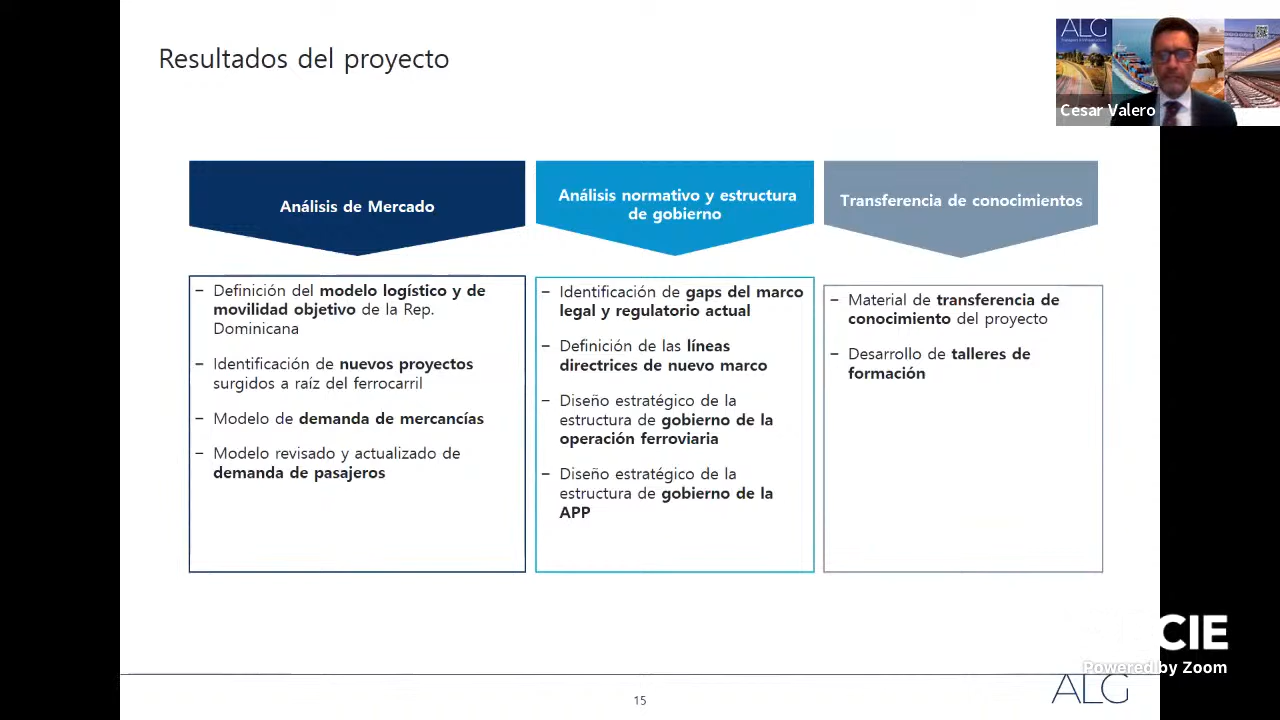 Resultados del proyecto
ALG
Cesar Valero
Análisis de Mercado
Análisis normativo y estructura
de gobierno
Transferencia de conocimientos
− Definición del modelo logístico y de
movilidad objetivo de la Rep.
Dominicana
− Identificación de nuevos proyectos
surgidos a raíz del ferrocarril
− Modelo de demanda de mercancías
− Modelo revisado y actualizado de
demanda de pasajeros
− Identificación de gaps del marco
legal y regulatorio actual
− Definición de las líneas
directrices de nuevo marco
− Diseño estratégico de la
estructura de gobierno de la
operación ferroviaria
− Diseño estratégico de la
estructura de gobierno de la
APP
− Material de transferencia de
conocimiento del proyecto
− Desarrollo de talleres de
formación
CIE
Powered by Zoom
15
ALG